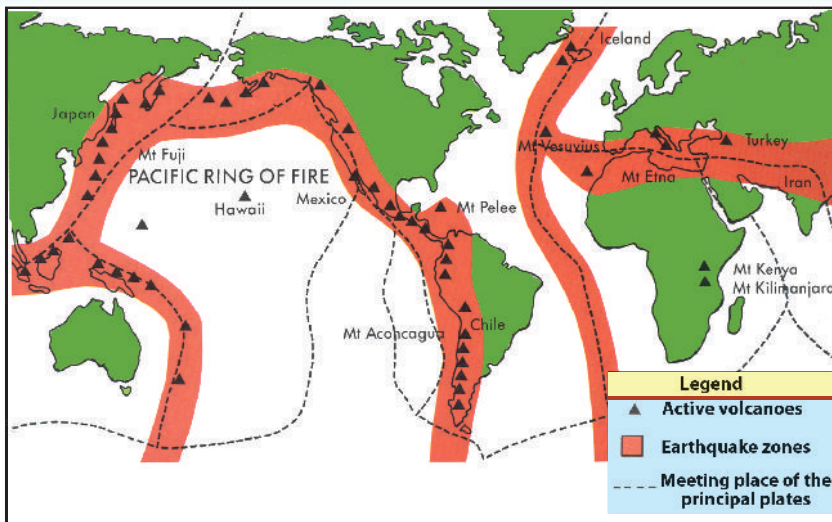 Iceland
Japan
Mt Vesuvius
Turkey
Mt Fuji
PACIFIC RING OF FIRE
Mt Etna
Iran
Hawaii
Mexico
Mt Pelee
Mt Kenya
Mt Kilimanjara
Mt Aconcagua
Chile
Legend
Active volcanoes
Earthquake zones
Meeting place of the
principal plates